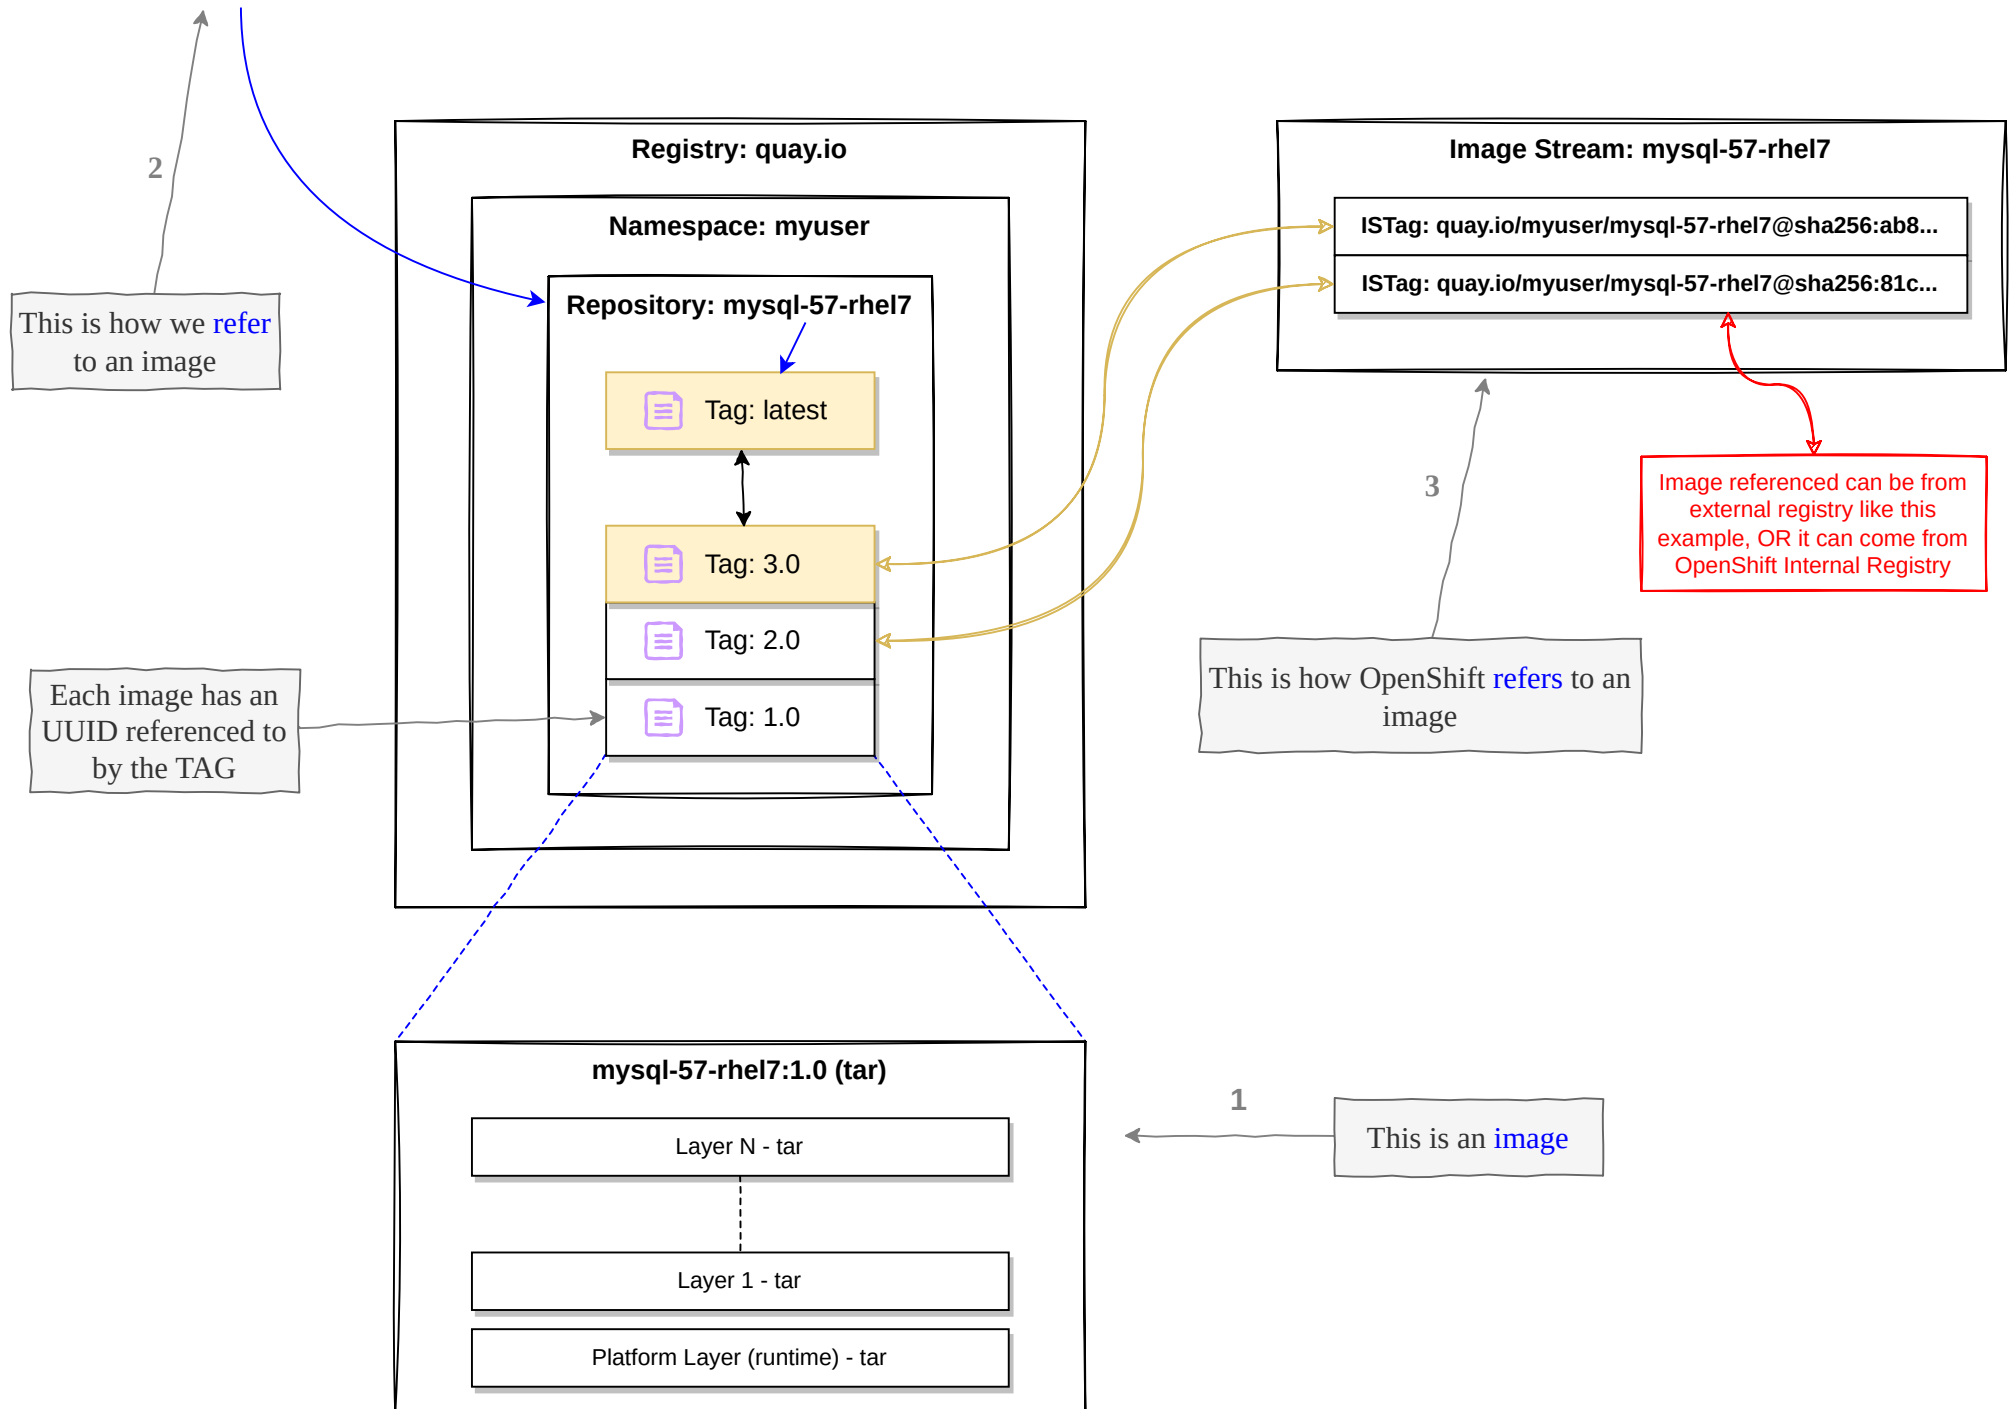 2
This is how we refer
to an image
Registry: quay.io
Namespace: myuser
Repository: mysql-57-rhel7
Tag: latest
Tag: 3.0
Tag: 2.0
Tag: 1.0
Each image has an
UUID referenced to
by the TAG
Image Stream: mysql-57-rhel7
ISTag: quay.io/myuser/mysql-57-rhel7@sha256:ab8...
ISTag: quay.io/myuser/mysql-57-rhel7@sha256:81c...
3
Image referenced can be from
external registry like this
example, OR it can come from
OpenShift Internal Registry
This is how OpenShift refers to an
image
mysql-57-rhel7:1.0 (tar)
Layer N - tar
Layer 1 - tar
Platform Layer (runtime) - tar
1
This is an image